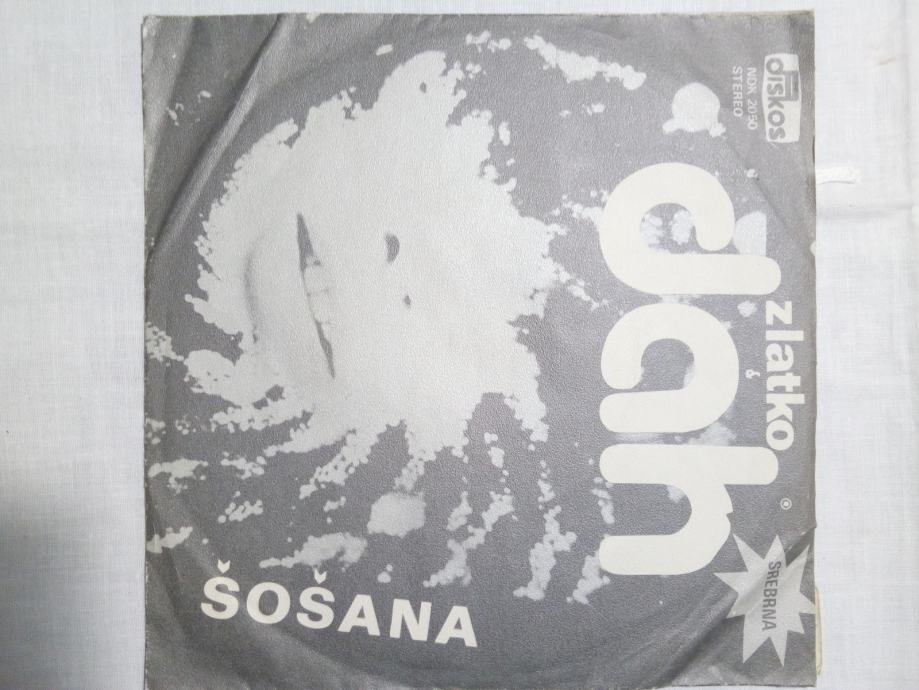 diskos
NDK 2050
STEREO
zlatko
&
dah
®
SREBRNA
ŠOŠANA